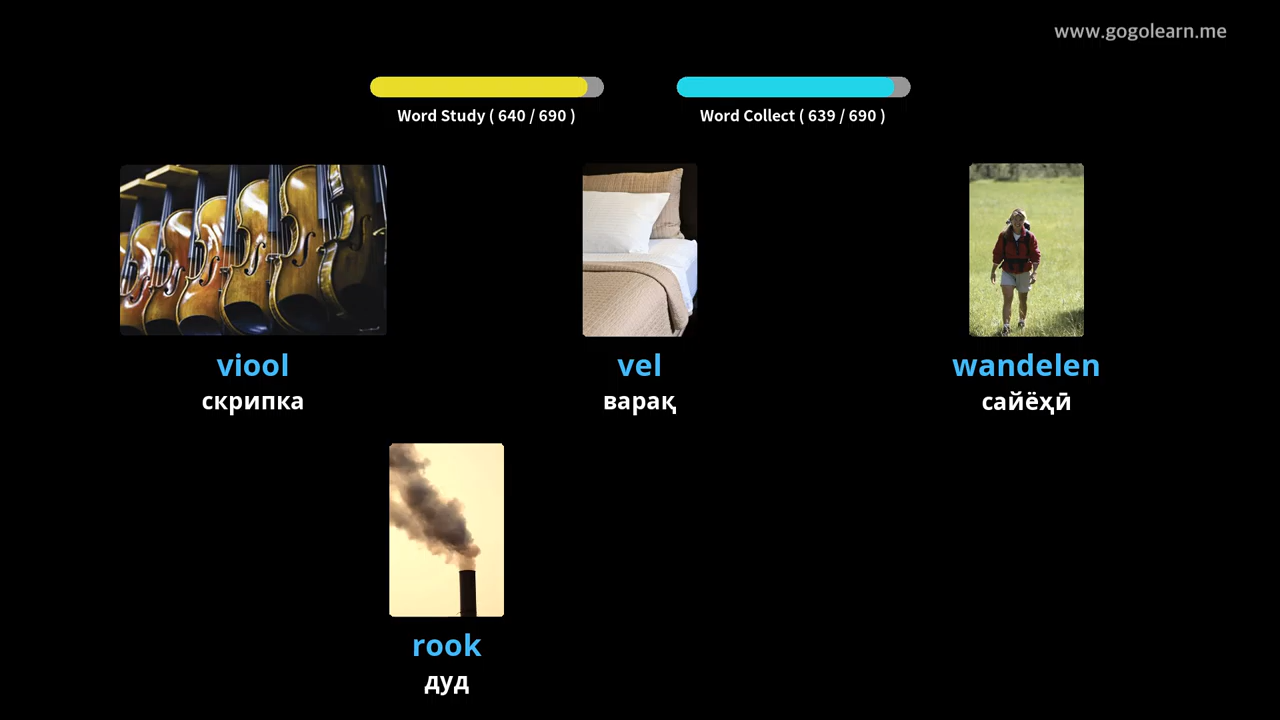 www.gogolearn.me
Word Study ( 640 / 690 )
Word Collect ( 639 / 690 )
viool
скрипка
vel
варақ
wandelen
сайёҳӣ
rook
дуд